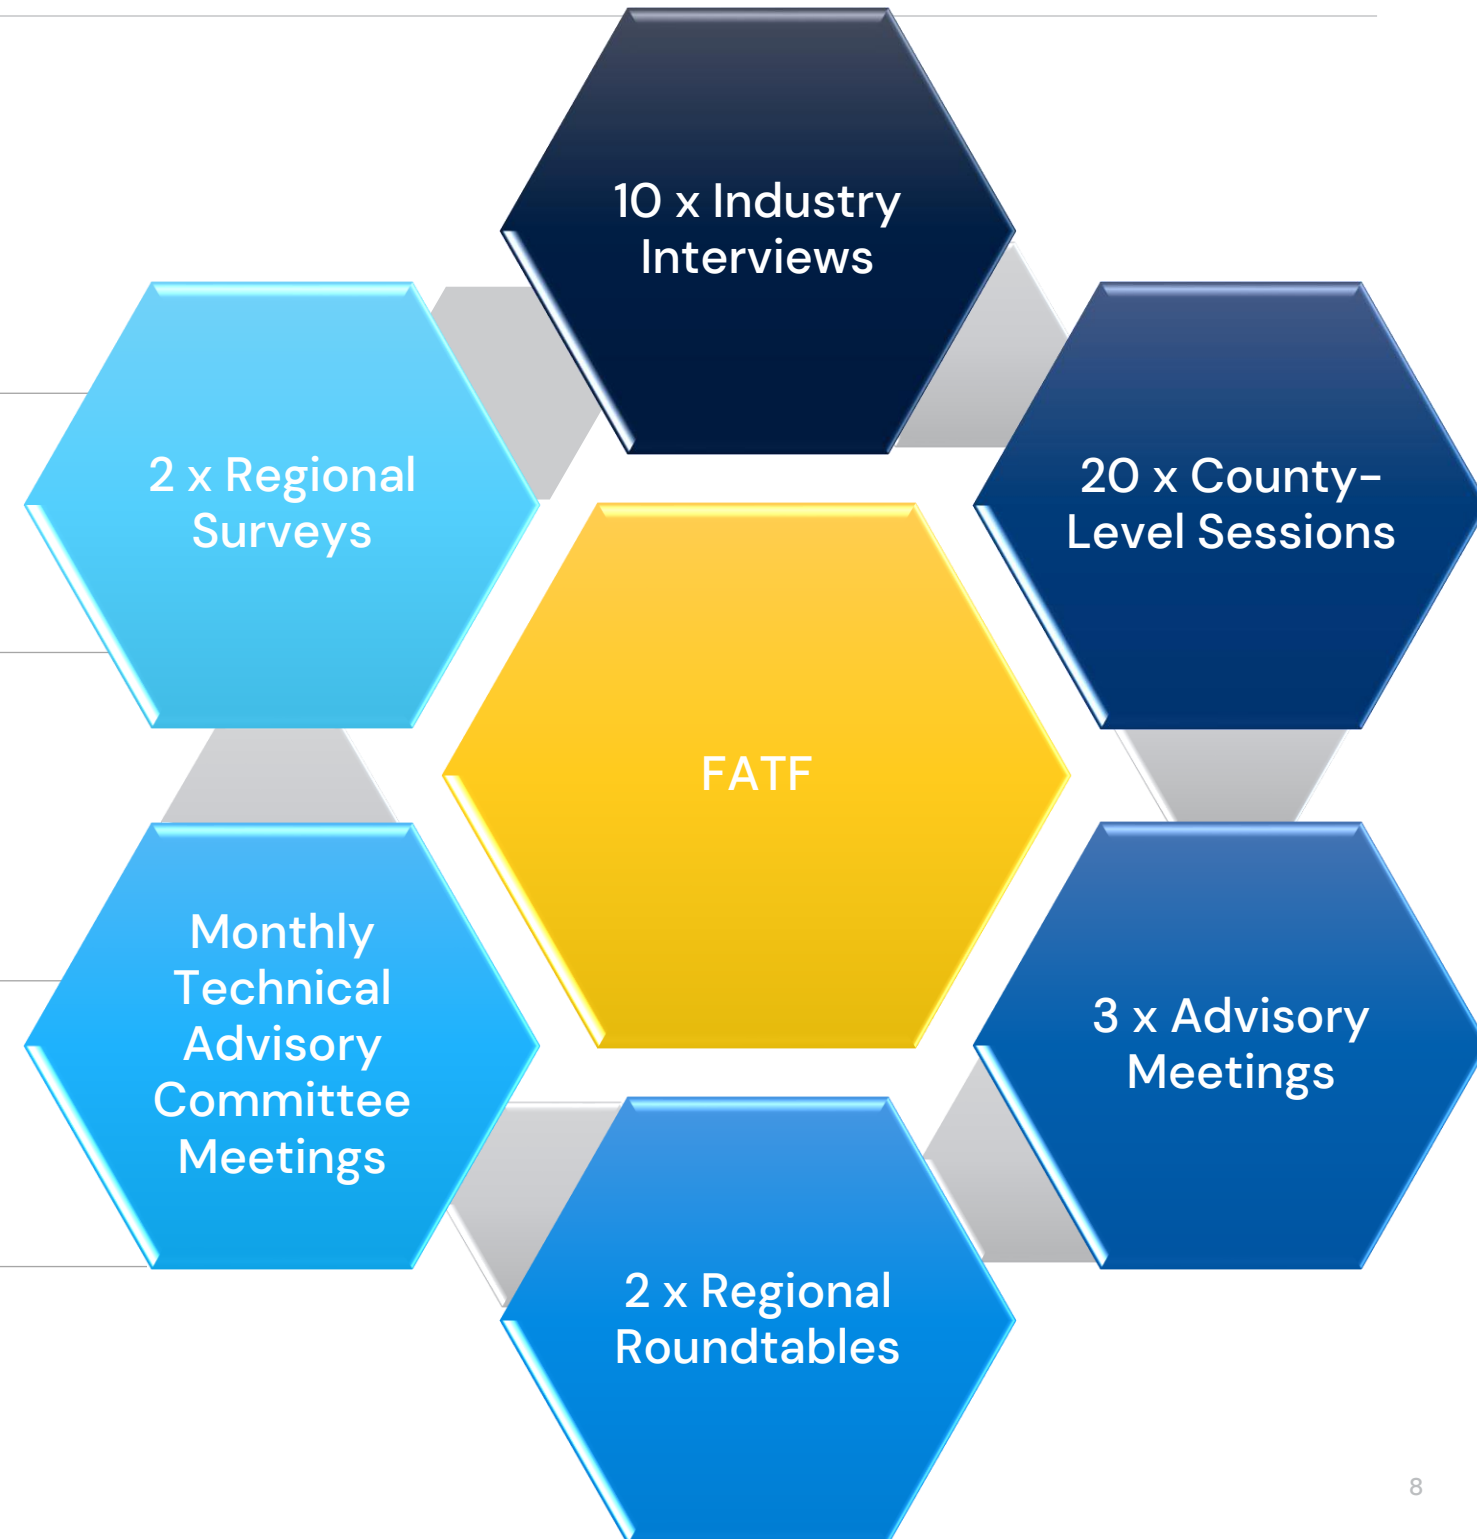 10 x Industry
Interviews
2 x Regional
Surveys
20 x County-
Level Sessions
FATF
Monthly
Technical
Advisory
Committee
Meetings
3 x Advisory
Meetings
2 x Regional
Roundtables
8